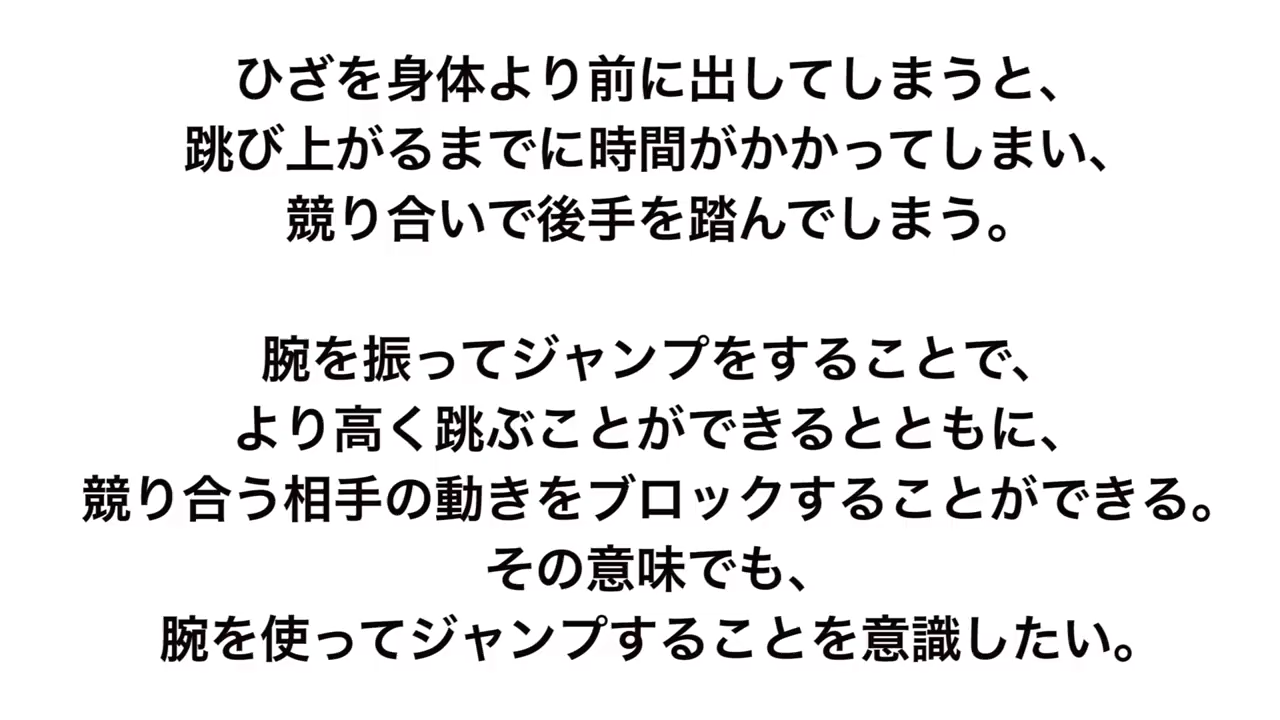 ひざを身体より前に出してしまうと、
跳び上がるまでに時間がかかってしまい、
競り合いで後手を踏んでしまう。
腕を振ってジャンプをすることで、
より高く跳ぶことができるとともに、
競り合う相手の動きをブロックすることができる。
その意味でも、
腕を使ってジャンプすることを意識したい。